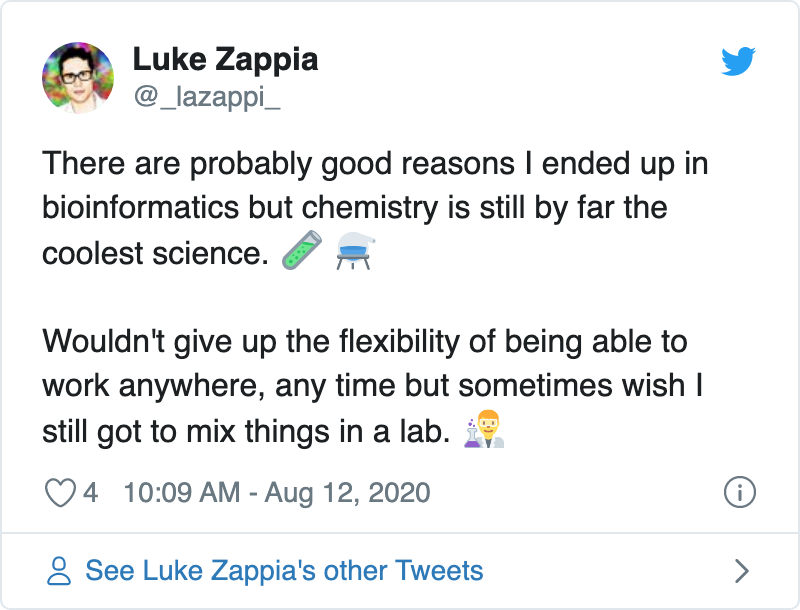 Luke Zappia
@_lazappi_
There are probably good reasons I ended up in
bioinformatics but chemistry is still by far the
coolest science. 🧪 ⚗️
Wouldn't give up the flexibility of being able to
work anywhere, any time but sometimes wish I
still got to mix things in a lab. 👨‍🔬
4 10:09 AM - Aug 12, 2020
See Luke Zappia's other Tweets